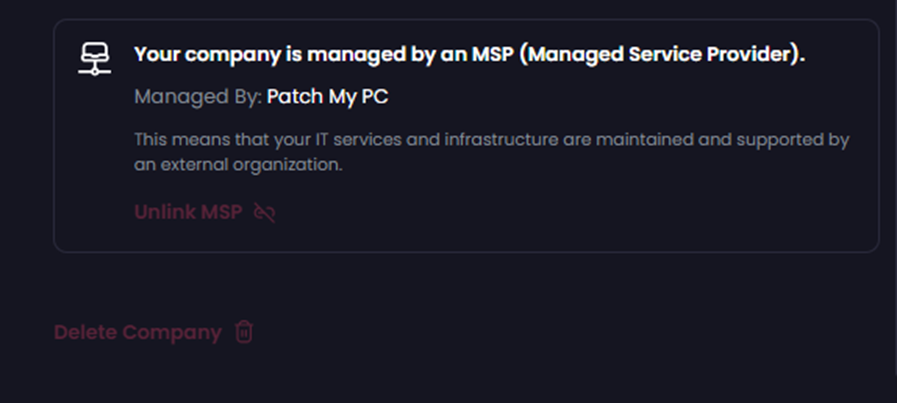 Your company is managed by an MSP (Managed Service Provider).
Managed By: Patch My PC
This means that your IT services and infrastructure are maintained and supported by
an external organization.
Unlink MSP
Delete Company